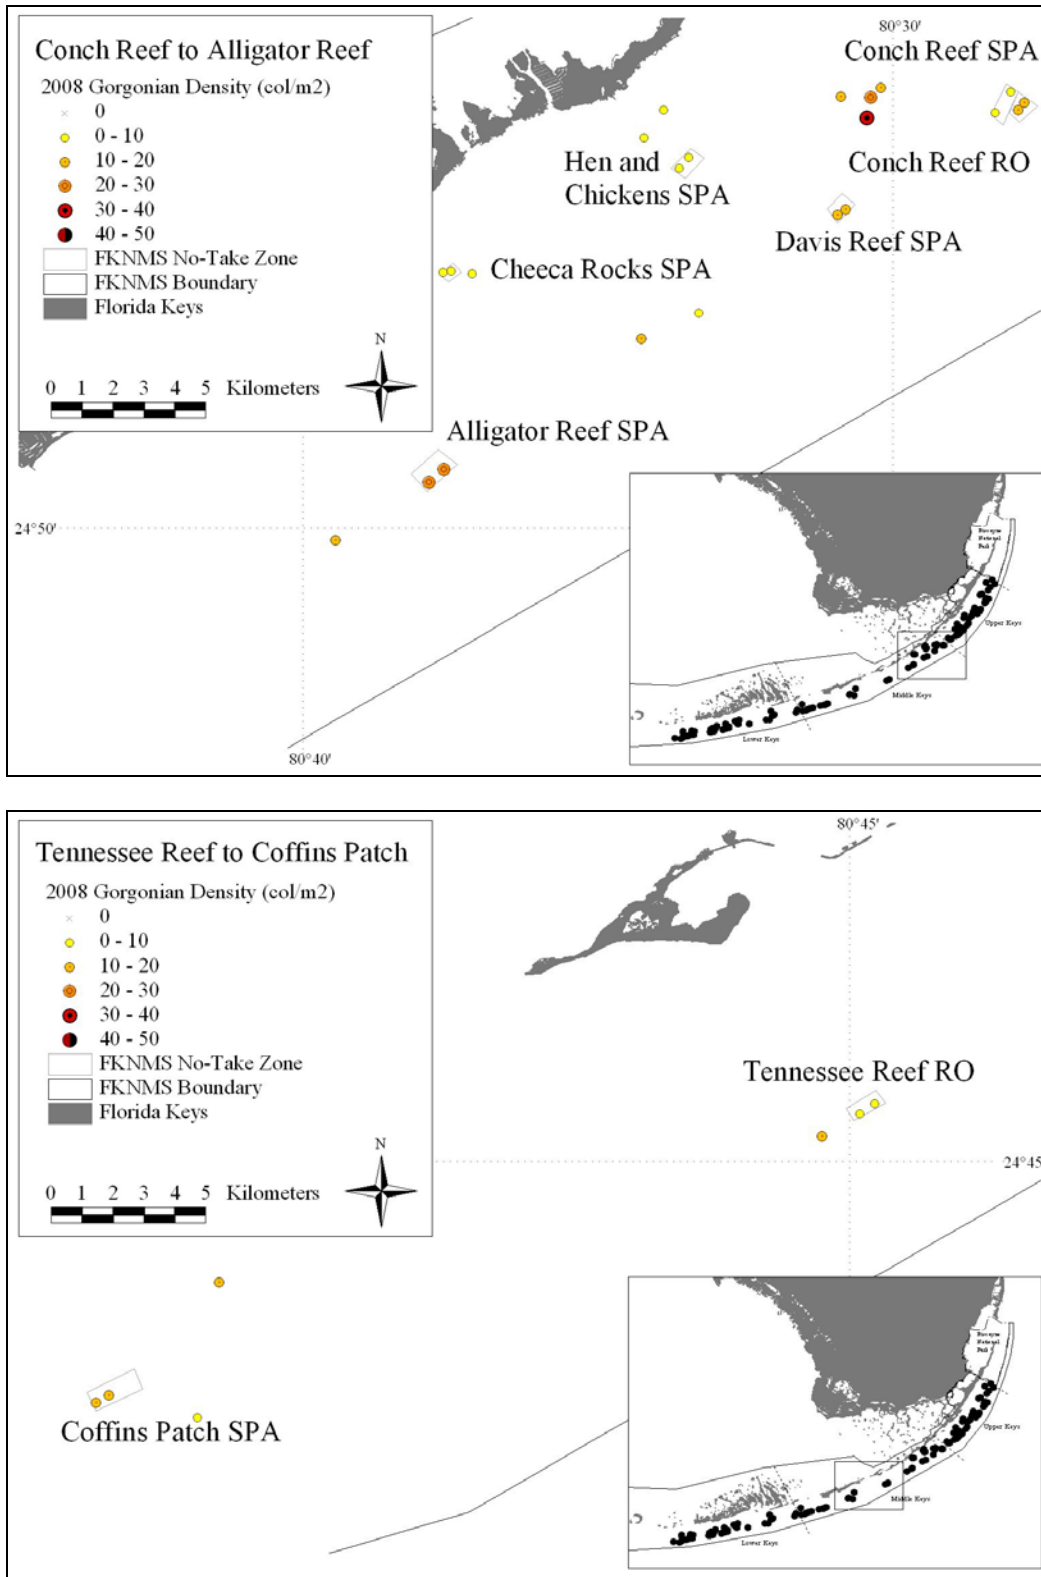 Conch Reef to Alligator Reef
2008 Gorgonian Density (col/m2)
0
0 - 10
10 - 20
20 - 30
30 - 40
40 - 50
FKNMS No-Take Zone
FKNMS Boundary
Florida Keys
N
0 1 2 3 4 5 Kilometers
80°30'
Conch Reef SPA
Conch Reef RO
Hen and
Chickens SPA
Davis Reef SPA
Cheeca Rocks SPA
Alligator Reef SPA
24°50'
80°40'
Biscayne
National
Park
Upper Keys
Middle Keys
Lower Keys
Tennessee Reef to Coffins Patch
2008 Gorgonian Density (col/m2)
0
0 - 10
10 - 20
20 - 30
30 - 40
40 - 50
FKNMS No-Take Zone
FKNMS Boundary
Florida Keys
N
0 1 2 3 4 5 Kilometers
80°45'
Tennessee Reef RO
24°45'
Coffins Patch SPA
Biscayne
National
Park
Upper Keys
Middle Keys
Lower Keys